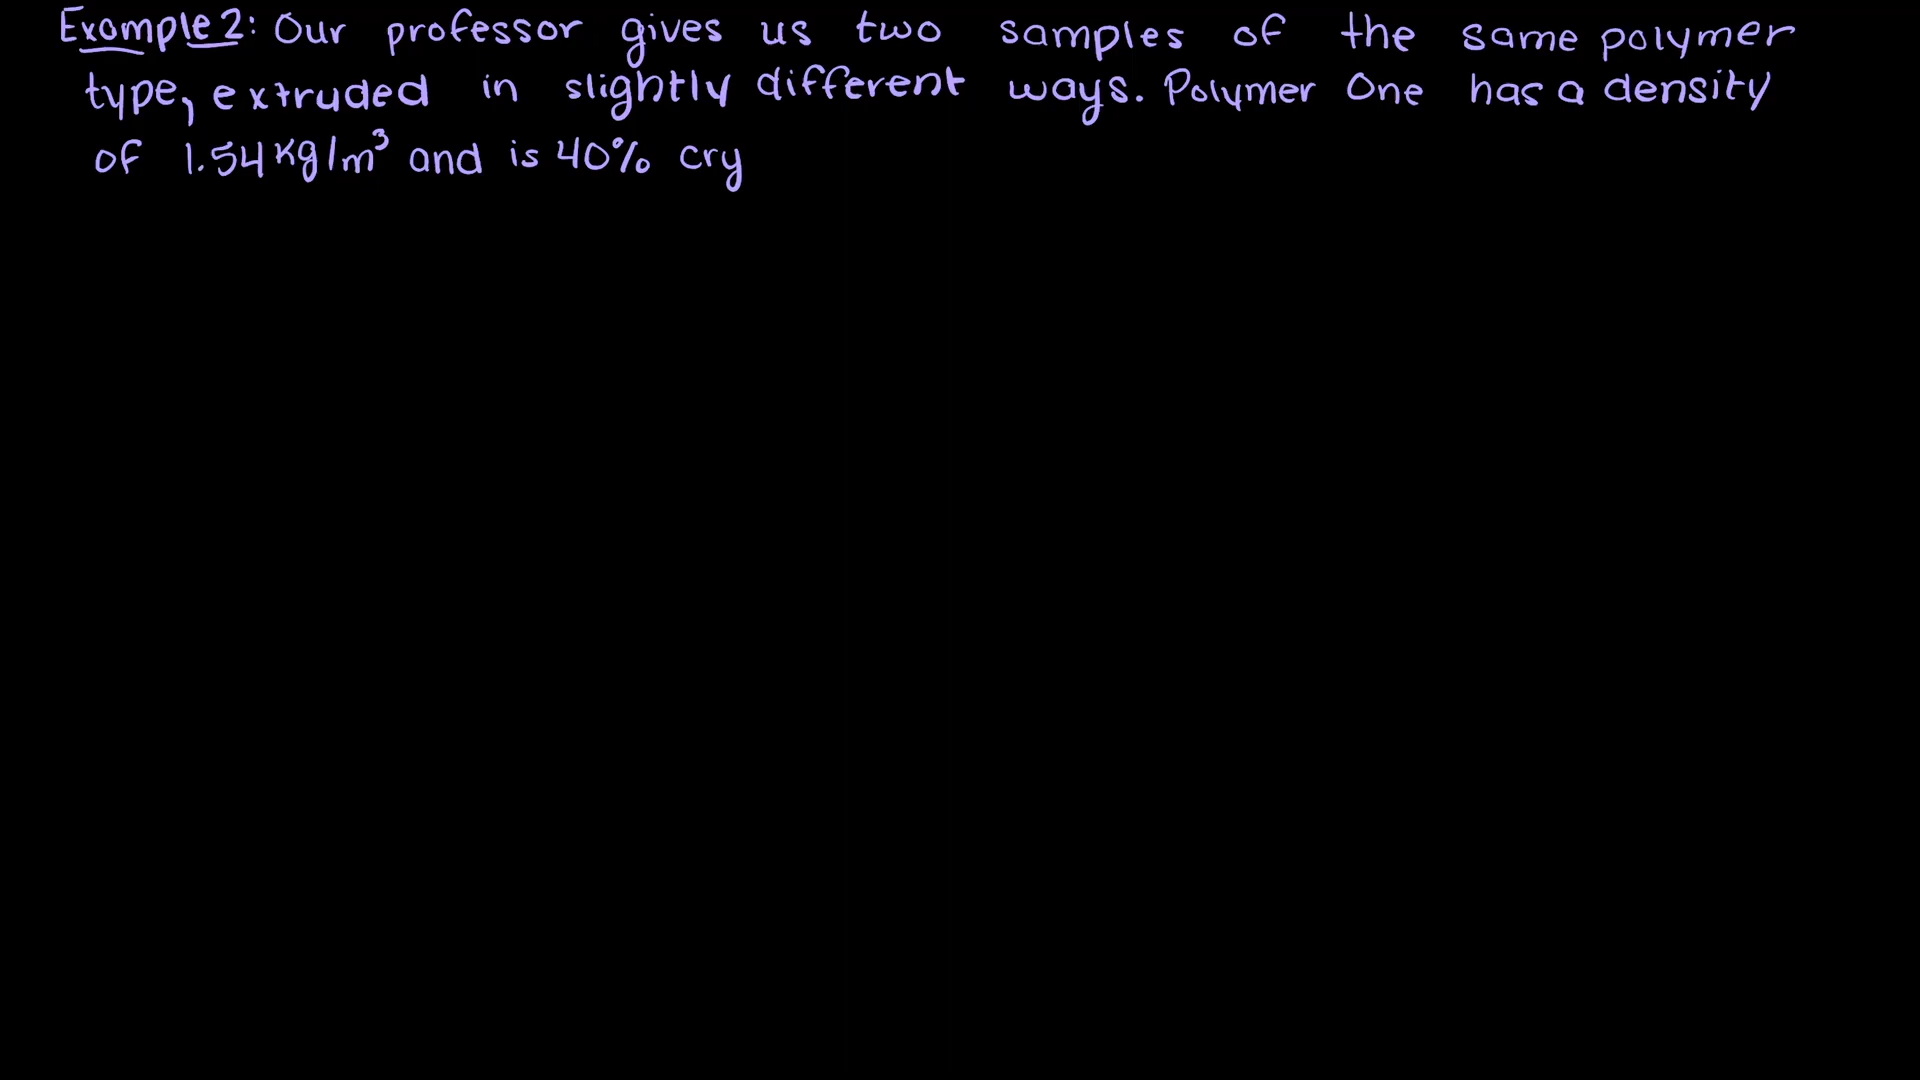 Example 2: Our professor gives us two samples of the same polymer
type, extruded in slightly different ways. Polymer One has a density
of 1.54 kg/m³ and is 40% cry